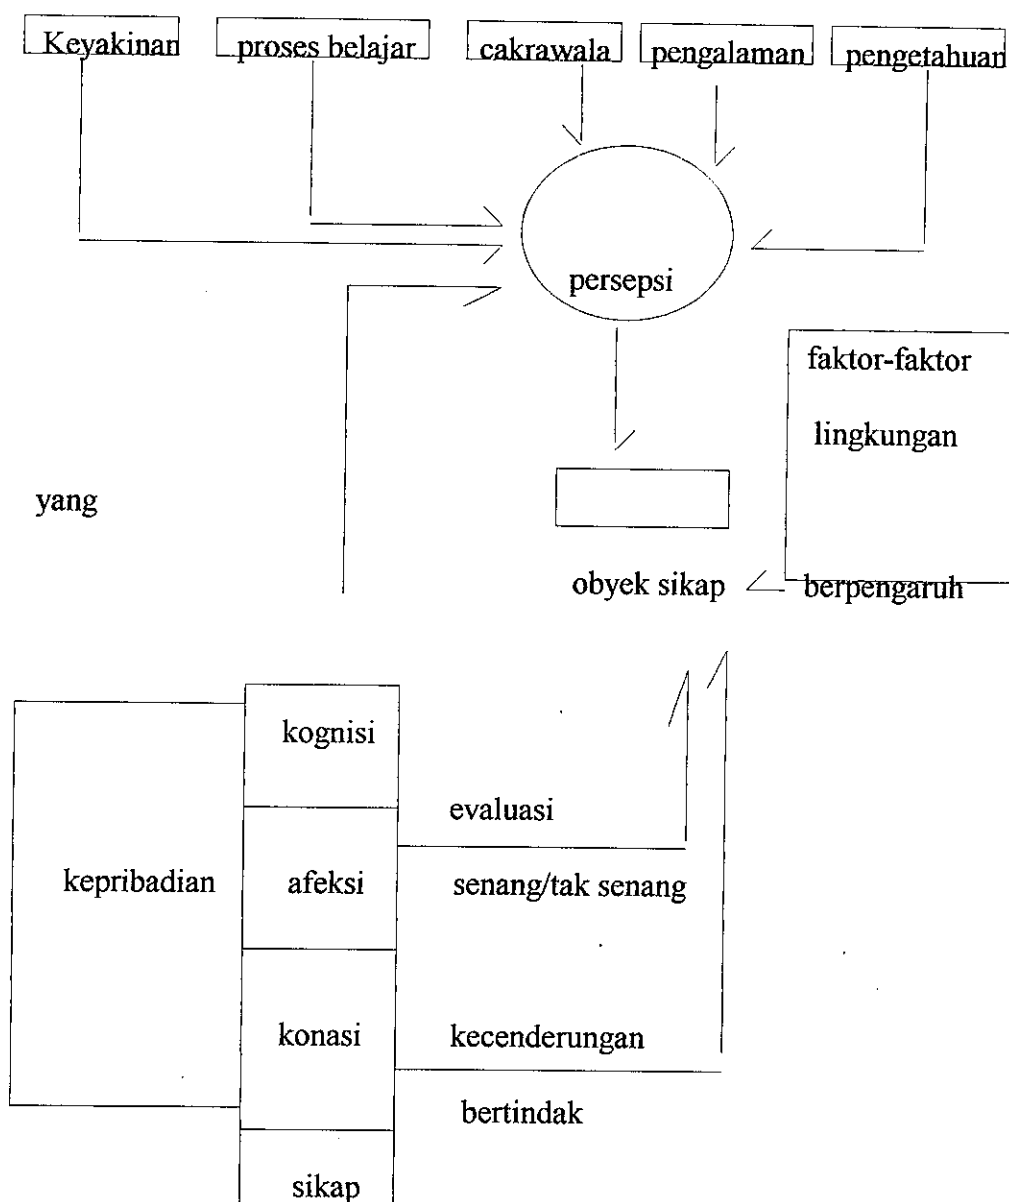 Keyakinan proses belajar cakrawala pengalaman pengetahuan
persepsi
faktor-faktor
lingkungan
yang
obyek sikap berpengaruh
kognisi
evaluasi
kepribadian afeksi senang/tak senang
konasi kecenderungan
bertindak
sikap